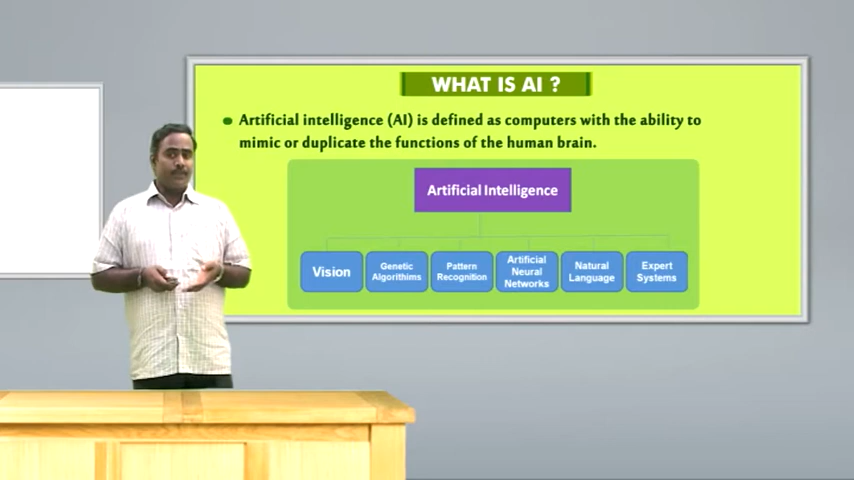 WHAT IS AI ?
Artificial intelligence (AI) is defined as computers with the ability to
mimic or duplicate the functions of the human brain.
Artificial Intelligence
Vision
Genetic
Algorithims
Pattern
Recognition
Artificial
Neural
Networks
Natural
Language
Expert
Systems